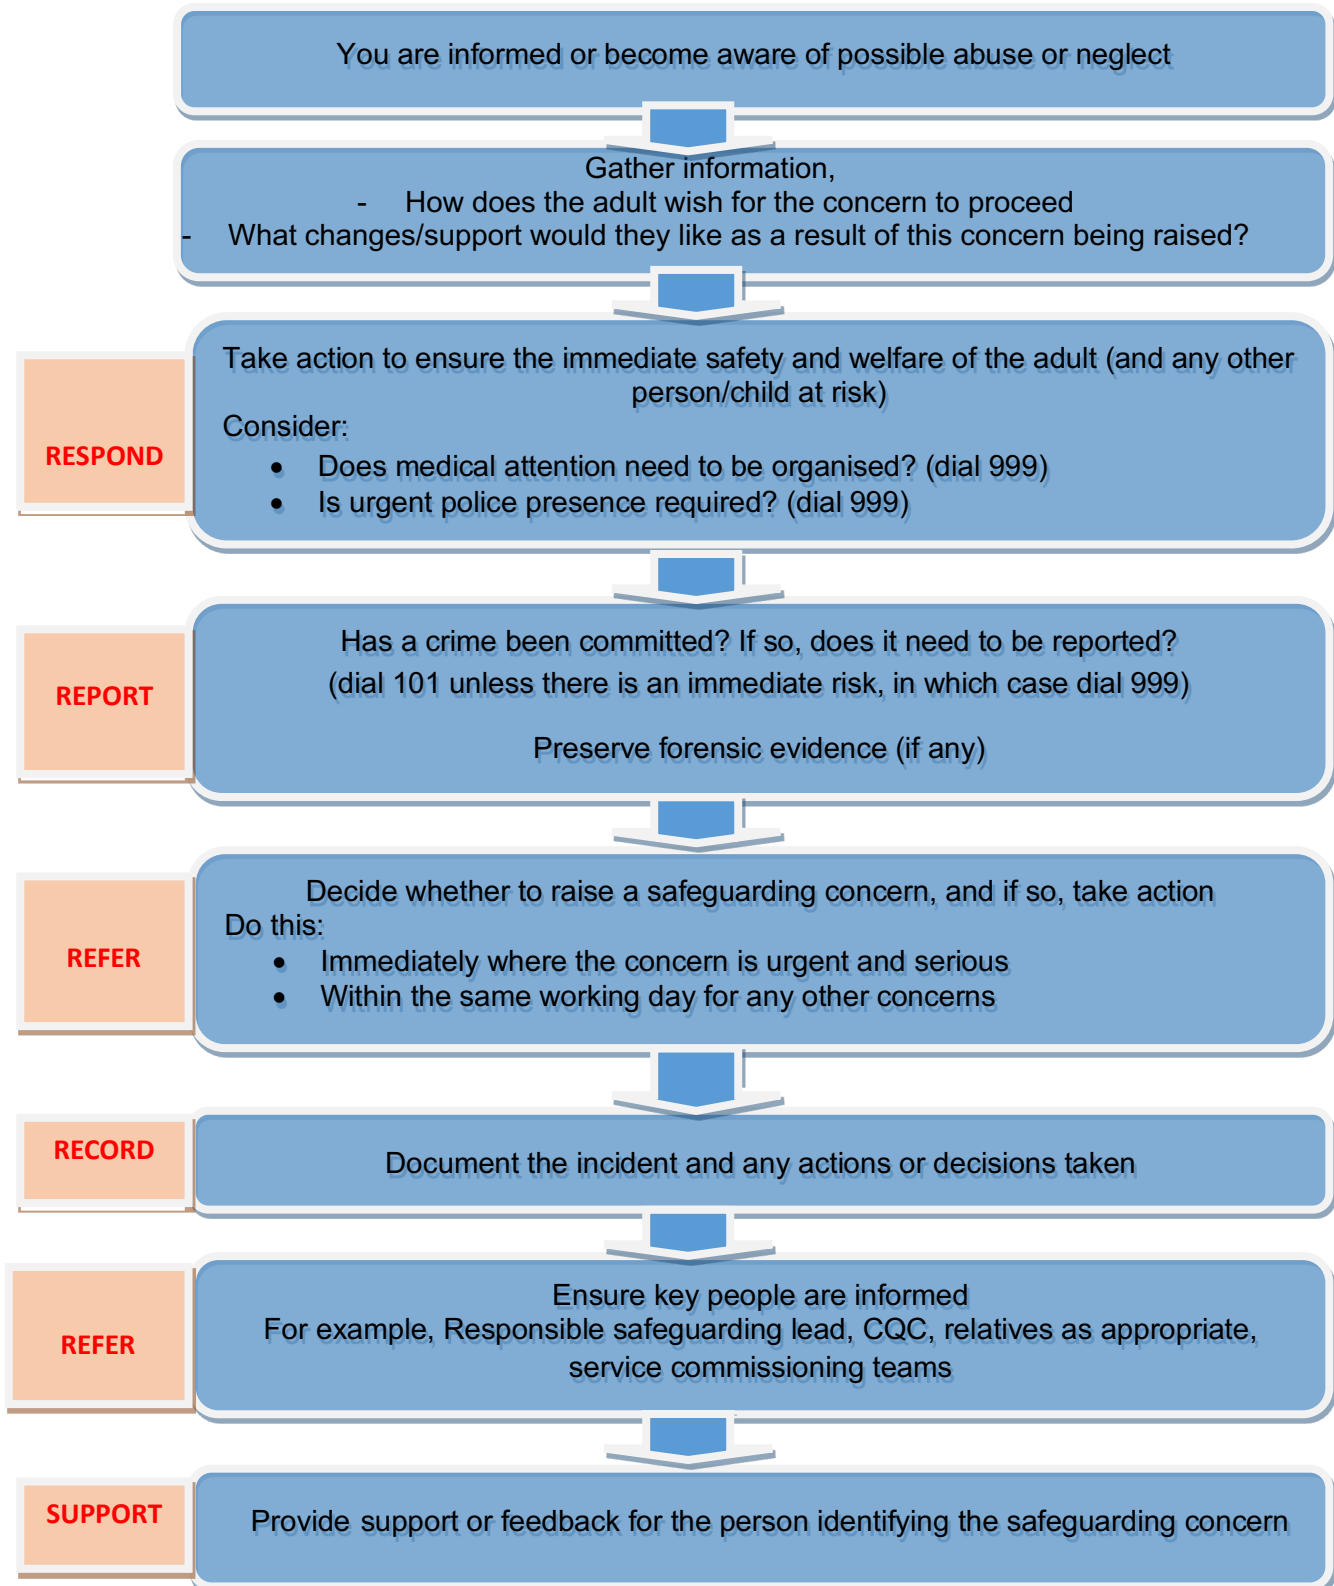 You are informed or become aware of possible abuse or neglect
Gather information,
- How does the adult wish for the concern to proceed
- What changes/support would they like as a result of this concern being raised?
RESPOND
Take action to ensure the immediate safety and welfare of the adult (and any other
person/child at risk)
Consider:
• Does medical attention need to be organised? (dial 999)
• Is urgent police presence required? (dial 999)
REPORT
Has a crime been committed? If so, does it need to be reported?
(dial 101 unless there is an immediate risk, in which case dial 999)
Preserve forensic evidence (if any)
REFER
Decide whether to raise a safeguarding concern, and if so, take action
Do this:
• Immediately where the concern is urgent and serious
• Within the same working day for any other concerns
RECORD
Document the incident and any actions or decisions taken
REFER
Ensure key people are informed
For example, Responsible safeguarding lead, CQC, relatives as appropriate,
service commissioning teams
SUPPORT
Provide support or feedback for the person identifying the safeguarding concern